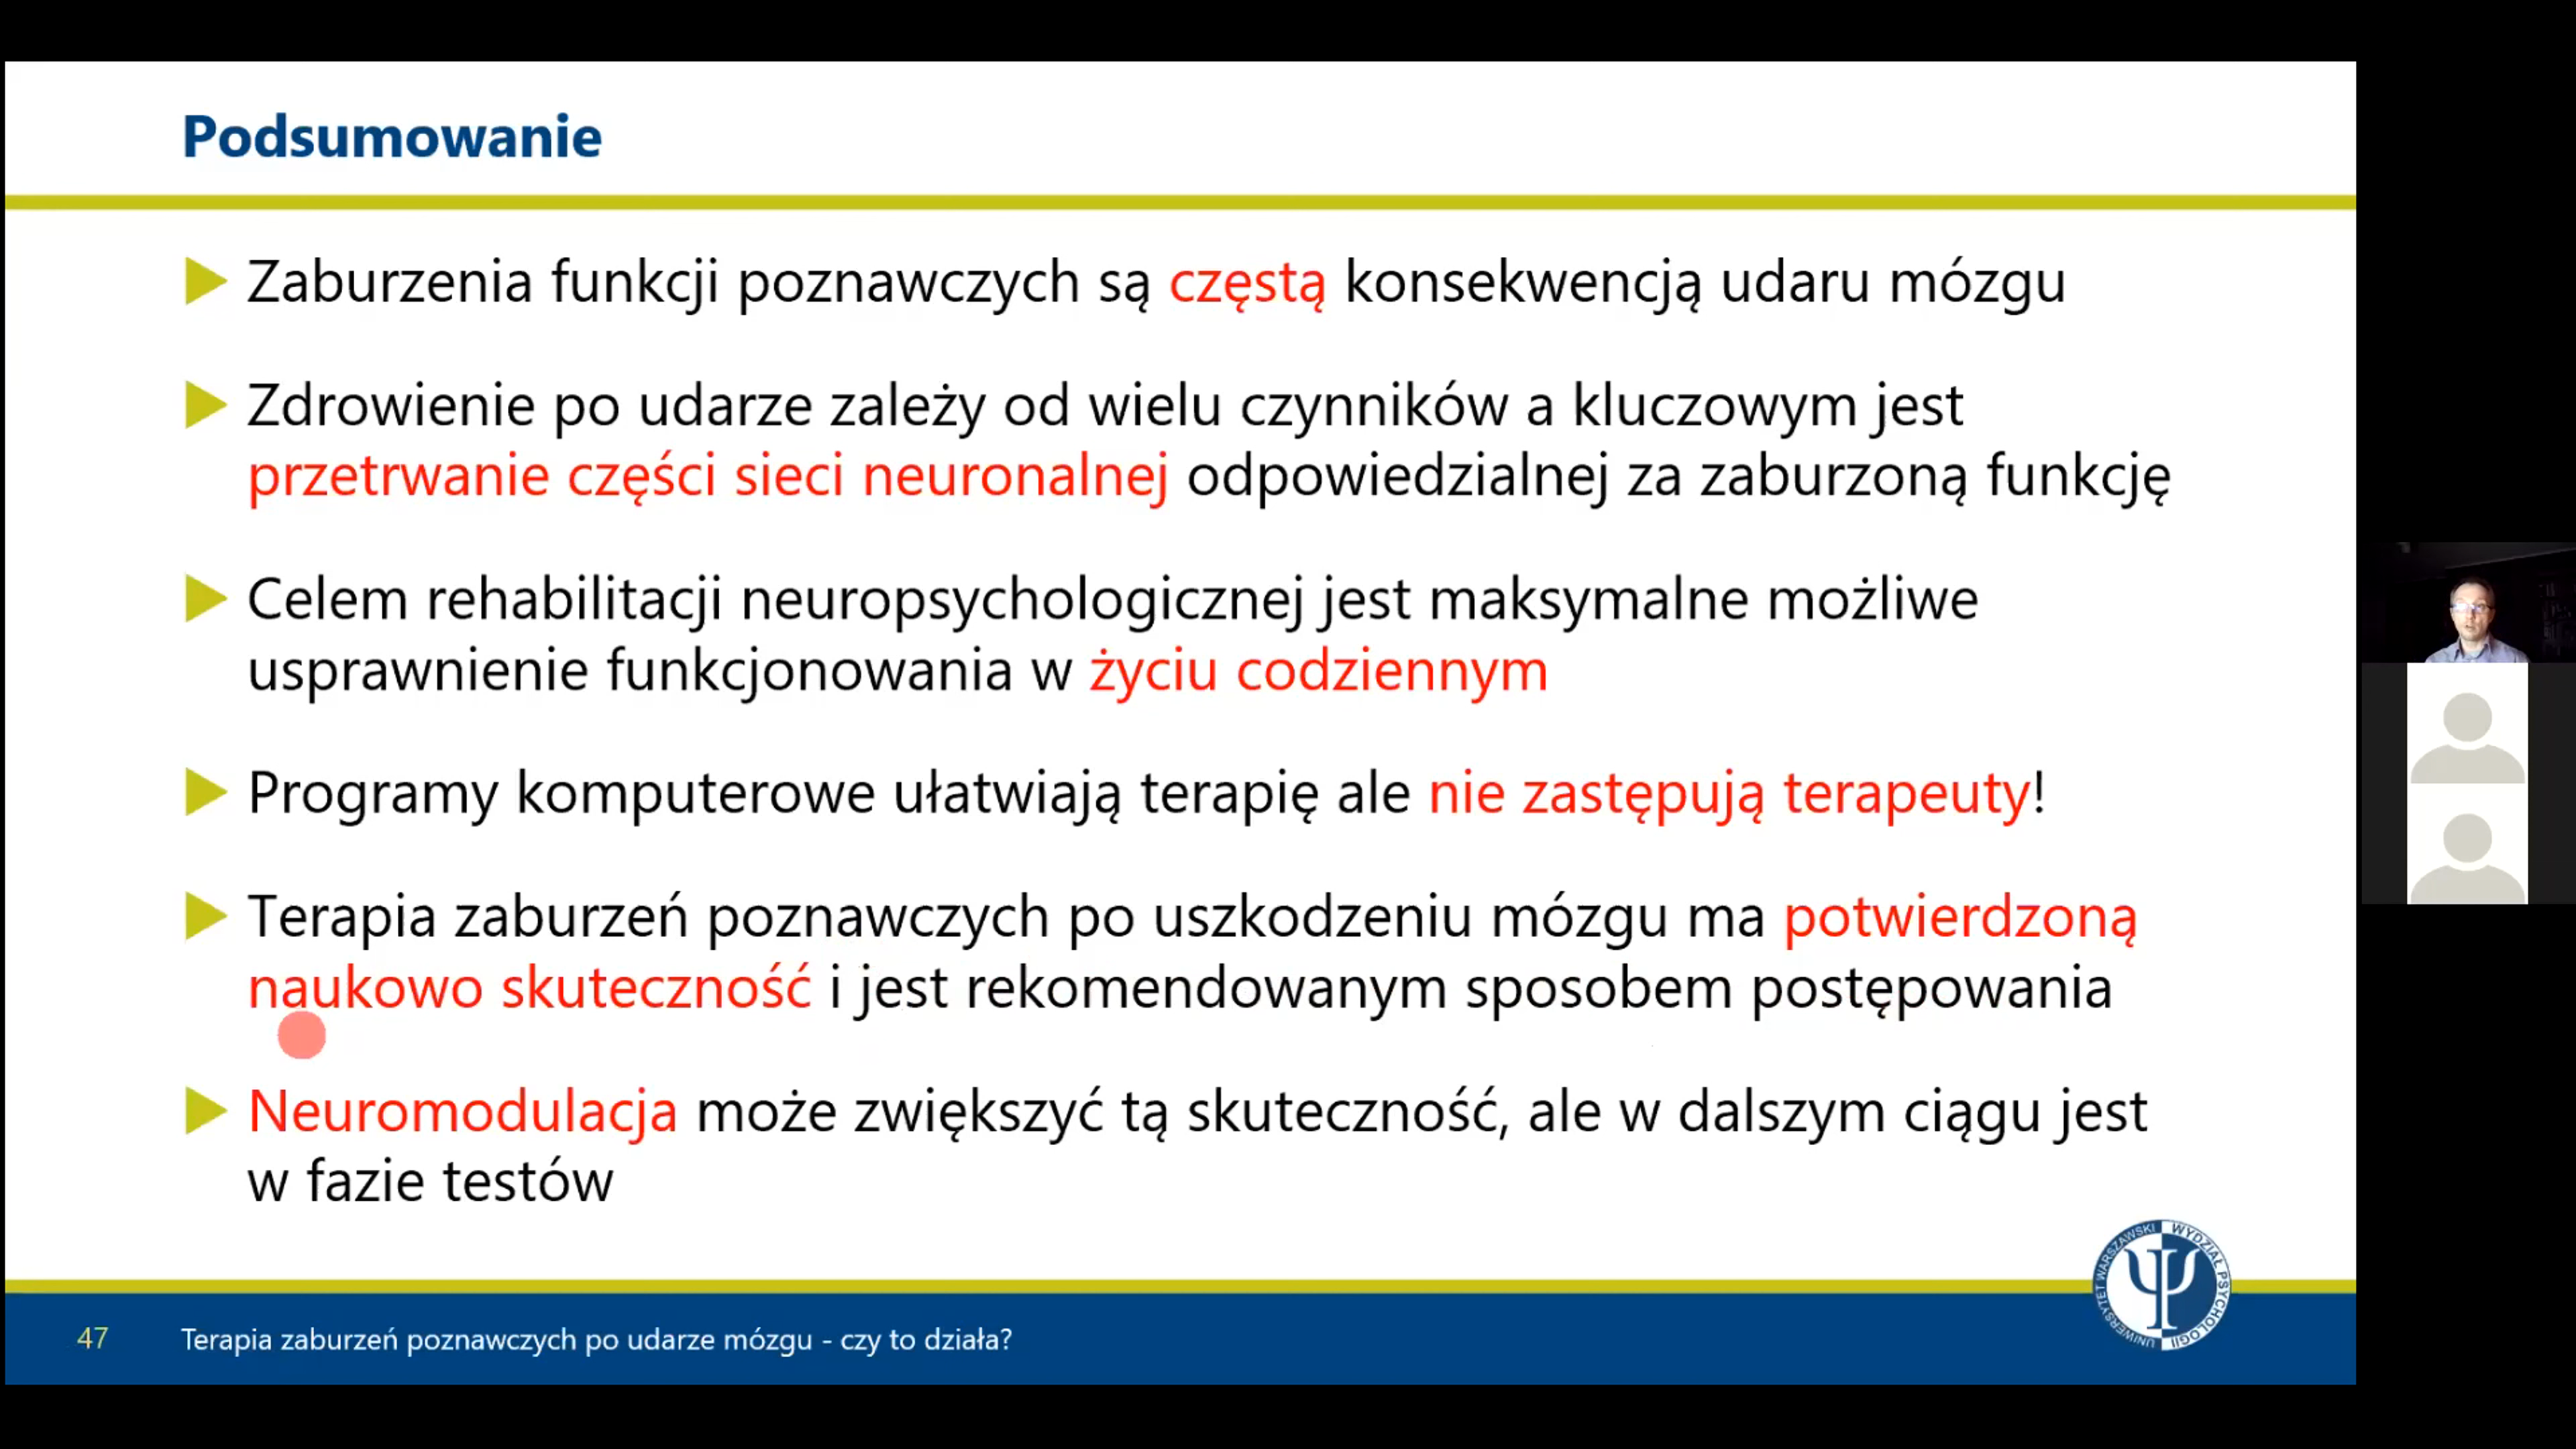 Podsumowanie
Zaburzenia funkcji poznawczych są częstą konsekwencją udaru mózgu
Zdrowienie po udarze zależy od wielu czynników a kluczowym jest
przetrwanie części sieci neuronalnej odpowiedzialnej za zaburzoną funkcję
Celem rehabilitacji neuropsychologicznej jest maksymalne możliwe
usprawnienie funkcjonowania w życiu codziennym
Programy komputerowe ułatwiają terapię ale nie zastępują terapeuty!
Terapia zaburzeń poznawczych po uszkodzeniu mózgu ma potwierdzoną
naukowo skuteczność i jest rekomendowanym sposobem postępowania
Neuromodulacja może zwiększyć tą skuteczność, ale w dalszym ciągu jest
w fazie testów
47
Terapia zaburzeń poznawczych po udarze mózgu - czy to działa?
UNIWERSYTET WARSZAWSKI WYDZIAŁ PSYCHOLOGII